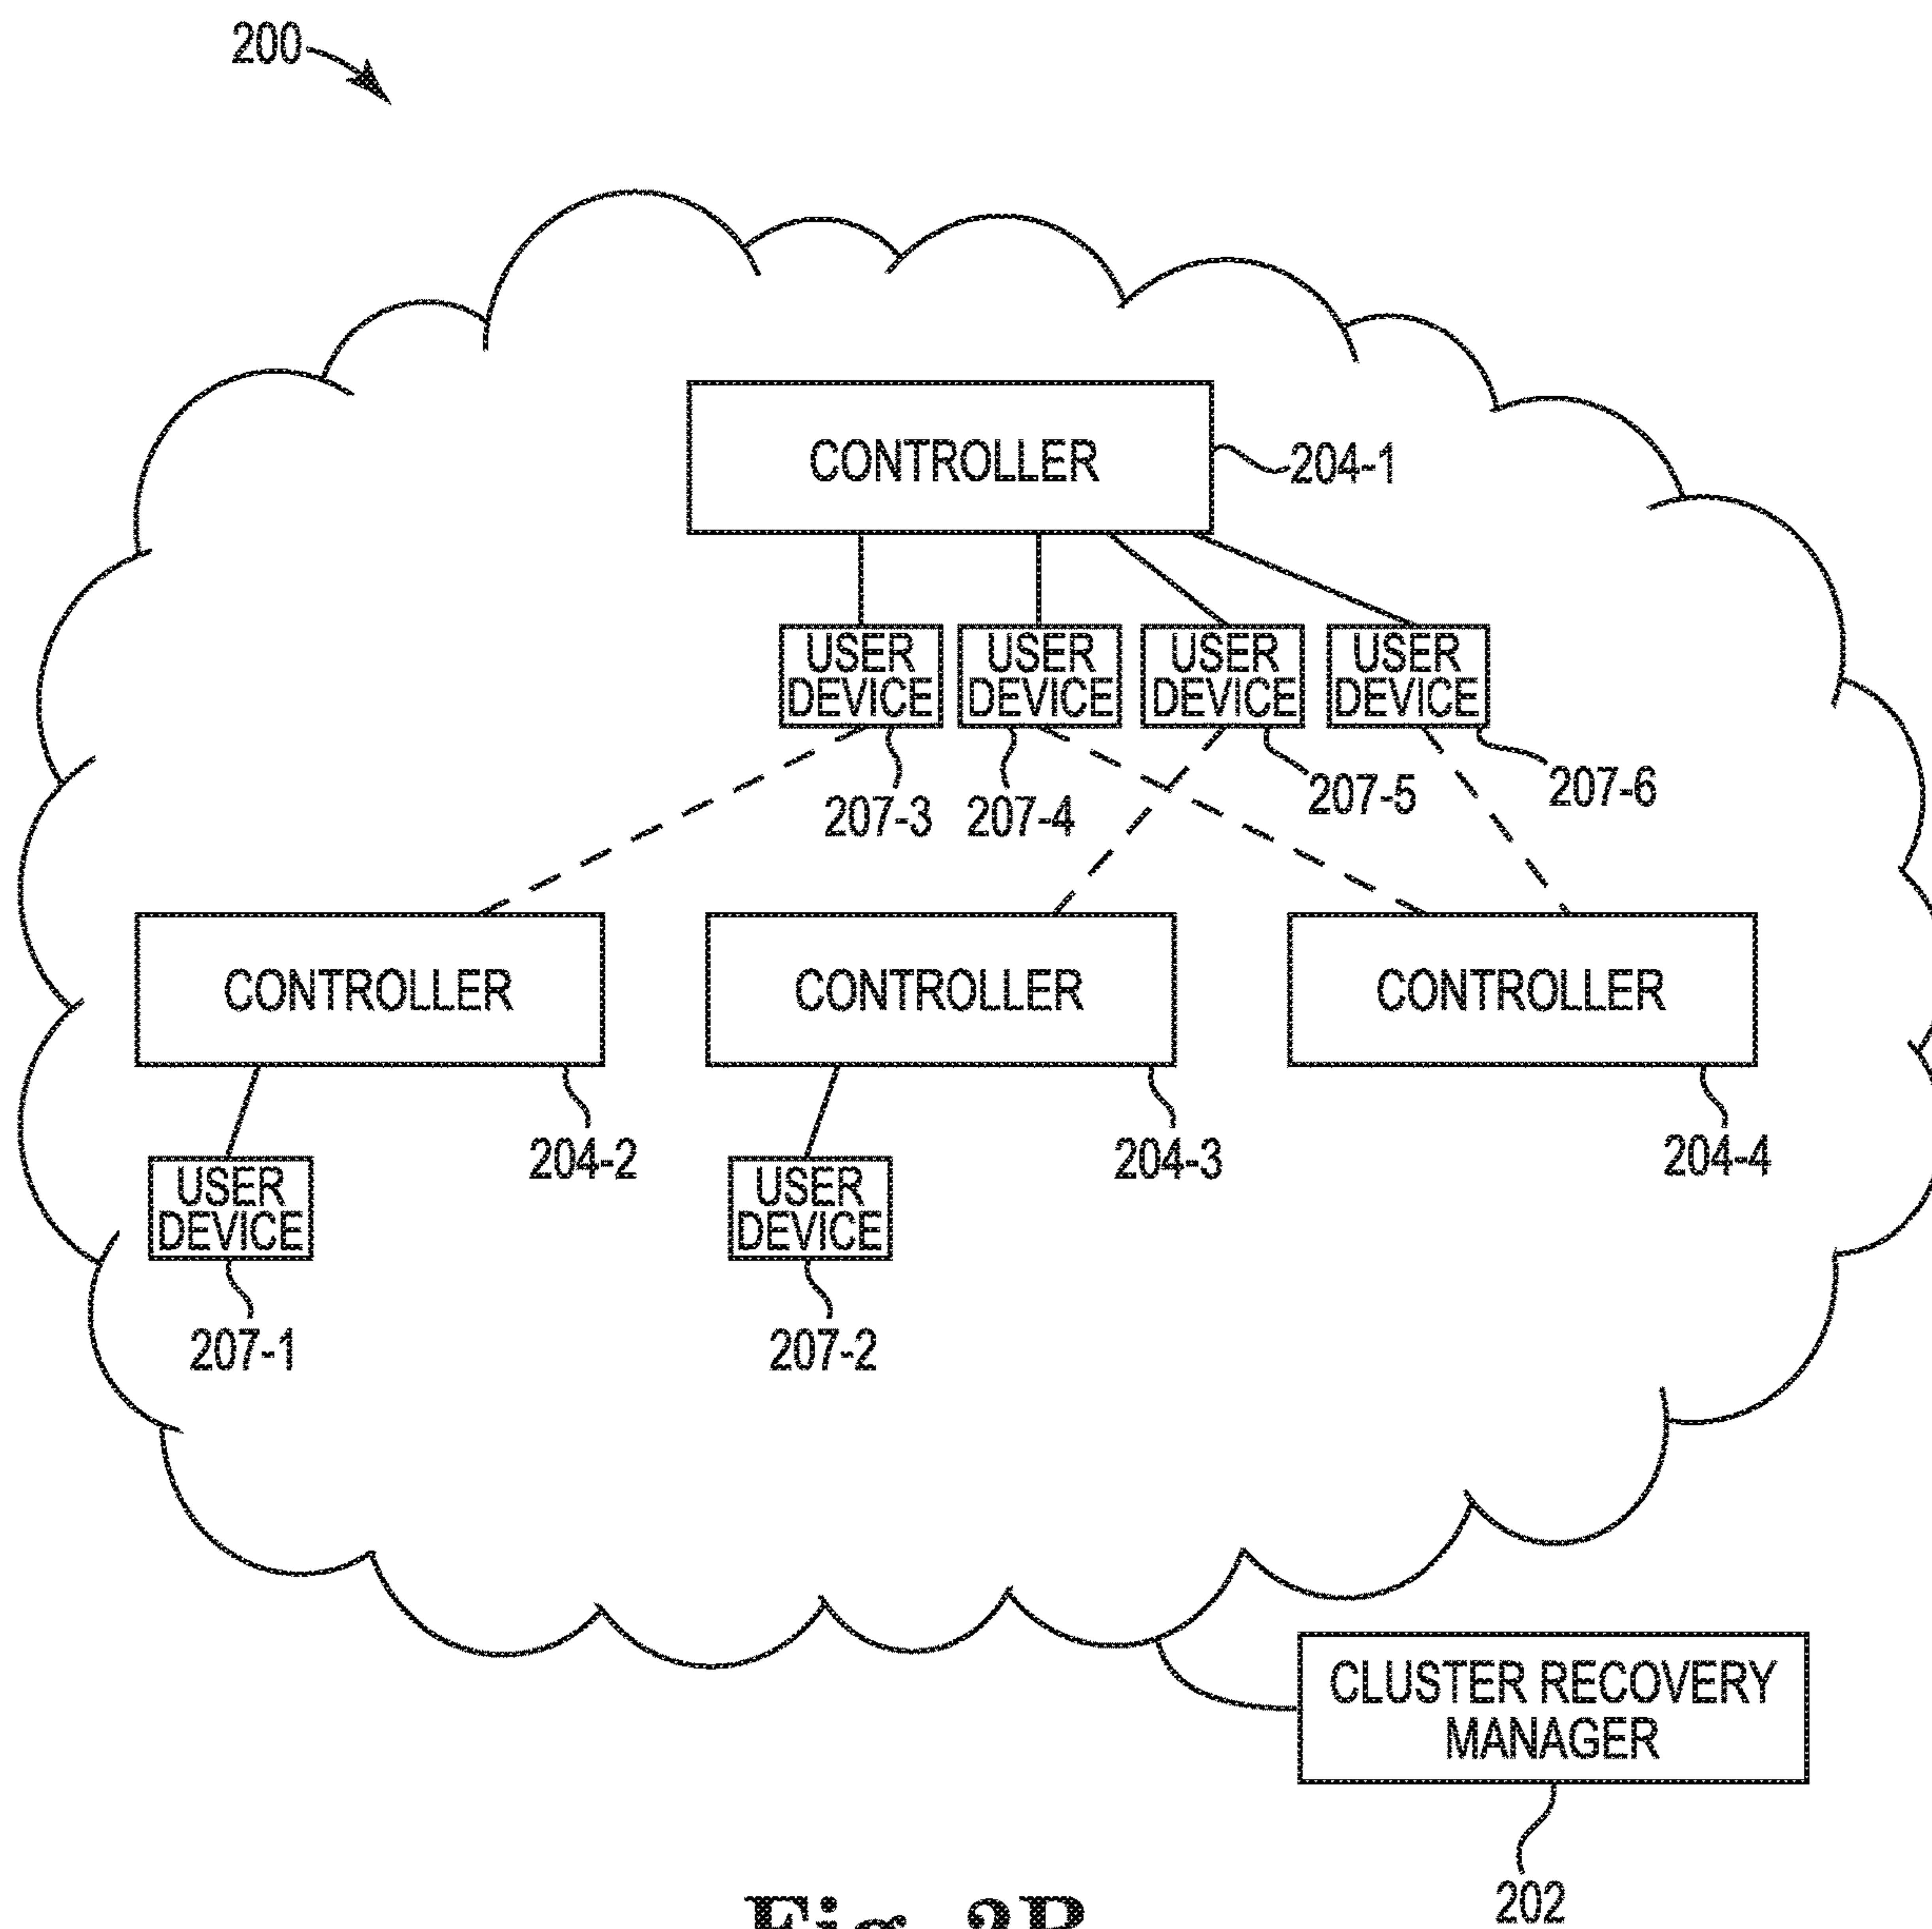 200
CONTROLLER
204-1
USER
DEVICE
USER
DEVICE
USER
DEVICE
USER
DEVICE
207-3
207-4
207-5
207-6
CONTROLLER
CONTROLLER
CONTROLLER
204-2
204-3
204-4
USER
DEVICE
USER
DEVICE
207-1
207-2
CLUSTER RECOVERY
MANAGER
202
Fig. 2B